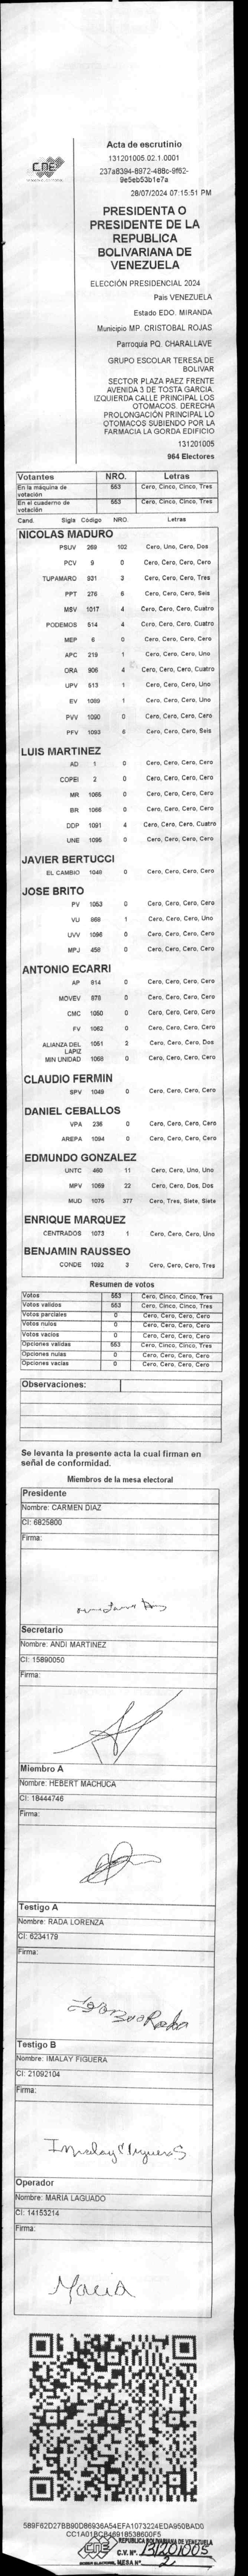 Acta de escrutinio
131201005.02.1.0001
237a8394-8972-488c-9f62-
9e5eb53b1e7a
28/07/2024 07:15:51 PM
CNE
PRESIDENTA O
PRESIDENTE DE LA
REPUBLICA
BOLIVARIANA DE
VENEZUELA
ELECCIÓN PRESIDENCIAL 2024
Pais VENEZUELA
Estado EDO. MIRANDA
Municipio MP. CRISTOBAL ROJAS
Parroquia PQ. CHARALLAVE
GRUPO ESCOLAR TERESA DE
BOLIVAR
SECTOR PLAZA PAEZ FRENTE
AVENIDA 3 DE TOSTA GARCIA.
IZQUIERDA CALLE PRINCIPAL LOS
OTOMACOS. DERECHA
PROLONGACIÓN PRINCIPAL LO
OTOMACOS SUBIENDO POR LA
FARMACIA LA GORDA EDIFICIO
131201005
964 Electores
Votantes NRO. Letras
En la máquina de votación 553 Cero, Cinco, Cinco, Tres
En el cuaderno de votación 553 Cero, Cinco, Cinco, Tres
Cand. Sigla Código NRO. Letras
NICOLAS MADURO
PSUV 269 102 Cero, Uno, Cero, Dos
PCV 9 0 Cero, Cero, Cero, Cero
TUPAMARO 931 3 Cero, Cero, Cero, Tres
PPT 276 6 Cero, Cero, Cero, Seis
MSV 1017 4 Cero, Cero, Cero, Cuatro
PODEMOS 514 4 Cero, Cero, Cero, Cuatro
MEP 6 0 Cero, Cero, Cero, Cero
APC 219 1 Cero, Cero, Cero, Uno
ORA 906 4 Cero, Cero, Cero, Cuatro
UPV 513 1 Cero, Cero, Cero, Uno
EV 1089 1 Cero, Cero, Cero, Uno
PVV 1090 0 Cero, Cero, Cero, Cero
PFV 1093 6 Cero, Cero, Cero, Seis
LUIS MARTINEZ
AD 1 0 Cero, Cero, Cero, Cero
COPEI 2 0 Cero, Cero, Cero, Cero
MR 1065 0 Cero, Cero, Cero, Cero
BR 1066 0 Cero, Cero, Cero, Cero
DDP 1091 4 Cero, Cero, Cero, Cuatro
UNE 1095 0 Cero, Cero, Cero, Cero
JAVIER BERTUCCI
EL CAMBIO 1049 0 Cero, Cero, Cero, Cero
JOSE BRITO
PV 1053 0 Cero, Cero, Cero, Cero
VU 868 1 Cero, Cero, Cero, Uno
UVV 1096 0 Cero, Cero, Cero, Cero
MPJ 458 0 Cero, Cero, Cero, Cero
ANTONIO ECARRI
AP 814 0 Cero, Cero, Cero, Cero
MOVEV 878 0 Cero, Cero, Cero, Cero
CMC 1050 0 Cero, Cero, Cero, Cero
FV 1062 0 Cero, Cero, Cero, Cero
ALIANZA DEL LAPIZ 1051 2 Cero, Cero, Cero, Dos
MIN UNIDAD 1068 0 Cero, Cero, Cero, Cero
CLAUDIO FERMIN
SPV 1049 0 Cero, Cero, Cero, Cero
DANIEL CEBALLOS
VPA 236 0 Cero, Cero, Cero, Cero
AREPA 1094 0 Cero, Cero, Cero, Cero
EDMUNDO GONZALEZ
UNTC 460 11 Cero, Cero, Uno, Uno
MPV 1069 22 Cero, Cero, Dos, Dos
MUD 1075 377 Cero, Tres, Siete, Siete
ENRIQUE MARQUEZ
CENTRADOS 1073 1 Cero, Cero, Cero, Uno
BENJAMIN RAUSSEO
CONDE 1092 3 Cero, Cero, Cero, Tres
Resumen de votos
Votos 553 Cero, Cinco, Cinco, Tres
Votos validos 553 Cero, Cinco, Cinco, Tres
Votos parciales 0 Cero, Cero, Cero, Cero
Votos nulos 0 Cero, Cero, Cero, Cero
Votos vacios 0 Cero, Cero, Cero, Cero
Opciones validas 553 Cero, Cinco, Cinco, Tres
Opciones nulas 0 Cero, Cero, Cero, Cero
Opciones vacias 0 Cero, Cero, Cero, Cero
Observaciones:
Se levanta la presente acta la cual firman en
señal de conformidad.
Miembros de la mesa electoral
Presidente
Nombre: CARMEN DIAZ
CI: 6825800
Firma:
Secretario
Nombre: ANDI MARTINEZ
CI: 15890050
Firma:
Miembro A
Nombre: HEBERT MACHUCA
CI: 18444746
Firma:
Testigo A
Nombre: RADA LORENZA
CI: 6234179
Firma:
Rada
Testigo B
Nombre: IMALAY FIGUERA
CI: 21092104
Firma:
Imalay
Operador
Nombre: MARIA LAGUADO
CI: 14153214
Firma:
Maria
589F62D27BB90D86936A54EFA1073224EDA950BAD0
REPUBLICA BOLIVARIANA DE VENEZUELA
CNE C.V. Nº. 131201005
MESA Nº. 2